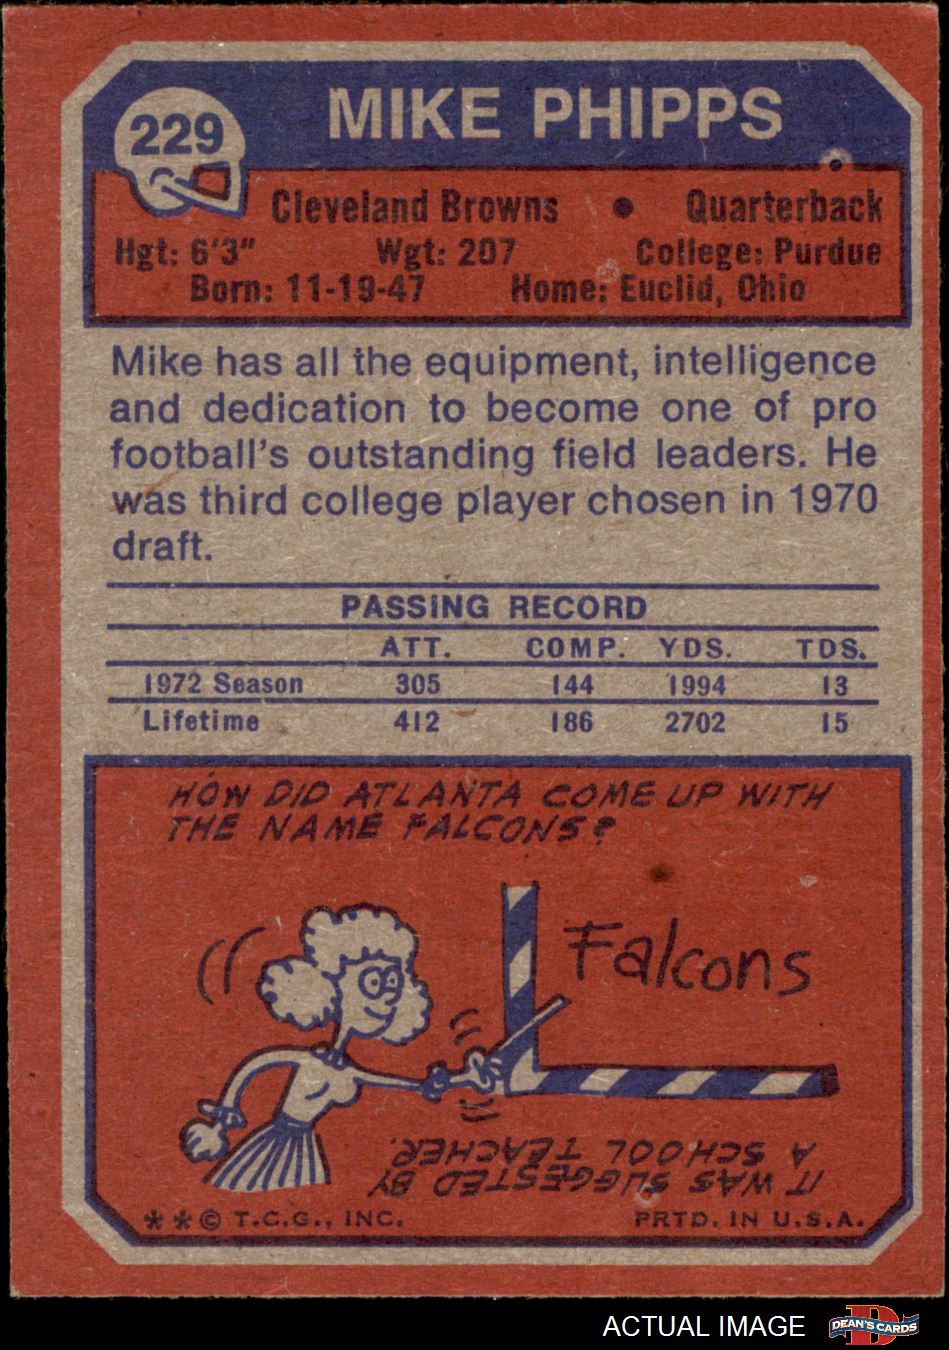 229
MIKE PHIPPS
Cleveland Browns • Quarterback
Hgt: 6'3" Wgt: 207 College: Purdue
Born: 11-19-47 Home: Euclid, Ohio
Mike has all the equipment, intelligence
and dedication to become one of pro
football's outstanding field leaders. He
was third college player chosen in 1970
draft.
PASSING RECORD
ATT. COMP. YDS. TDS.
1972 Season 305 144 1994 13
Lifetime 412 186 2702 15
HOW DID ATLANTA COME UP WITH
THE NAME FALCONS?
Falcons
IT WAS SUGGESTED BY
A SCHOOL TEACHER.
**© T.C.G., INC. PRTD. IN U.S.A.
ACTUAL IMAGE
D
DEAN'S CARDS